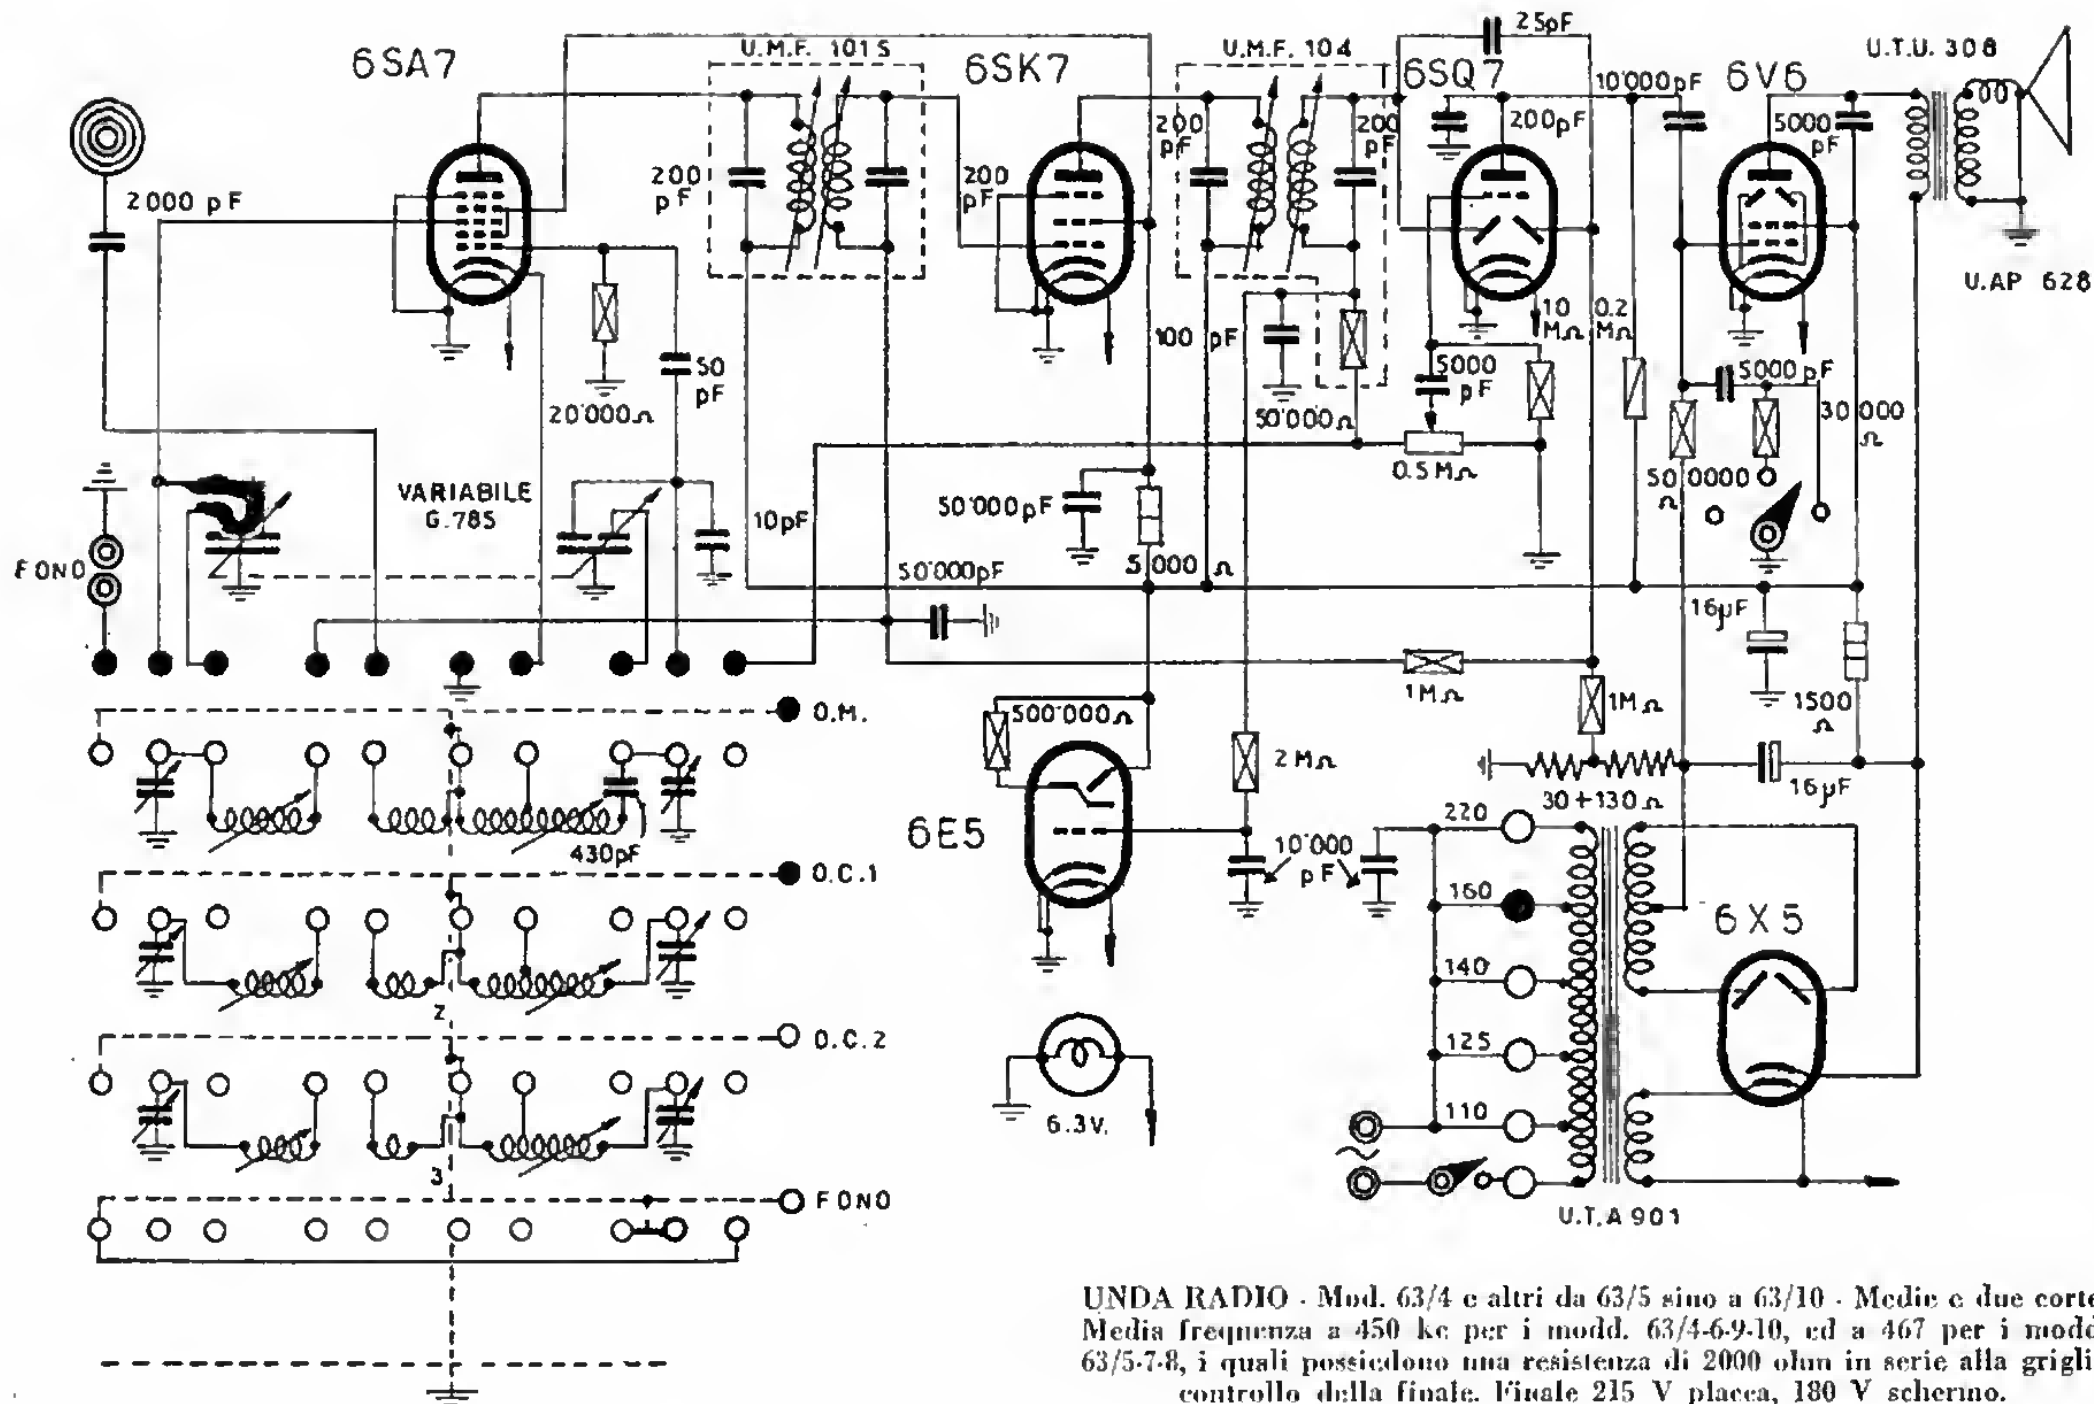 6SA7
U.M.F. 101S
6SK7
U.M.F. 104
25pF
6SQ7
10'000pF
6V6
U.T.U. 308
2000 pF
200 pF
200 pF
200 pF
200 pF
200pF
5000 pF
U.AP 628
20'000Ω
50 pF
100 pF
50'000Ω
5000 pF
10 MΩ
0.2 MΩ
5000 pF
30'000 Ω
VARIABILE
G.785
10pF
50'000pF
0.5 MΩ
50'0000 Ω
FONO
50'000pF
5'000 Ω
16µF
1MΩ
1MΩ
1500 Ω
O.M.
500'000Ω
2 MΩ
30+130Ω
16µF
430pF
6E5
10'000 pF
220
O.C.1
160
6X5
140
2
O.C.2
125
6.3V.
110
3
FONO
U.T.A 901
UNDA RADIO - Mod. 63/4 e altri da 63/5 sino a 63/10 - Medie e due corte
Media frequenza a 450 kc per i modd. 63/4-6-9-10, ed a 467 per i modd
63/5-7-8, i quali possiedono una resistenza di 2000 ohm in serie alla grigli
controllo della finale. Finale 215 V placca, 180 V schermo.